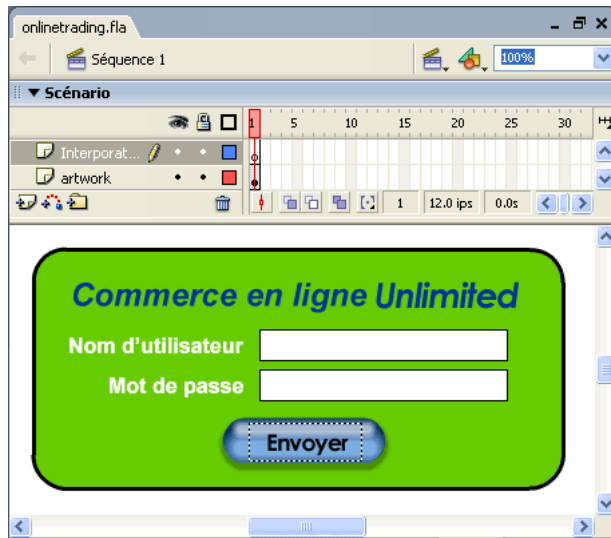 onlinetrading.fla
Séquence 1
100%
Scénario
1 5 10 15 20 25 30
Interporat...
artwork
1 12.0 ips 0.0s
Commerce en ligne Unlimited
Nom d'utilisateur
Mot de passe
Envoyer